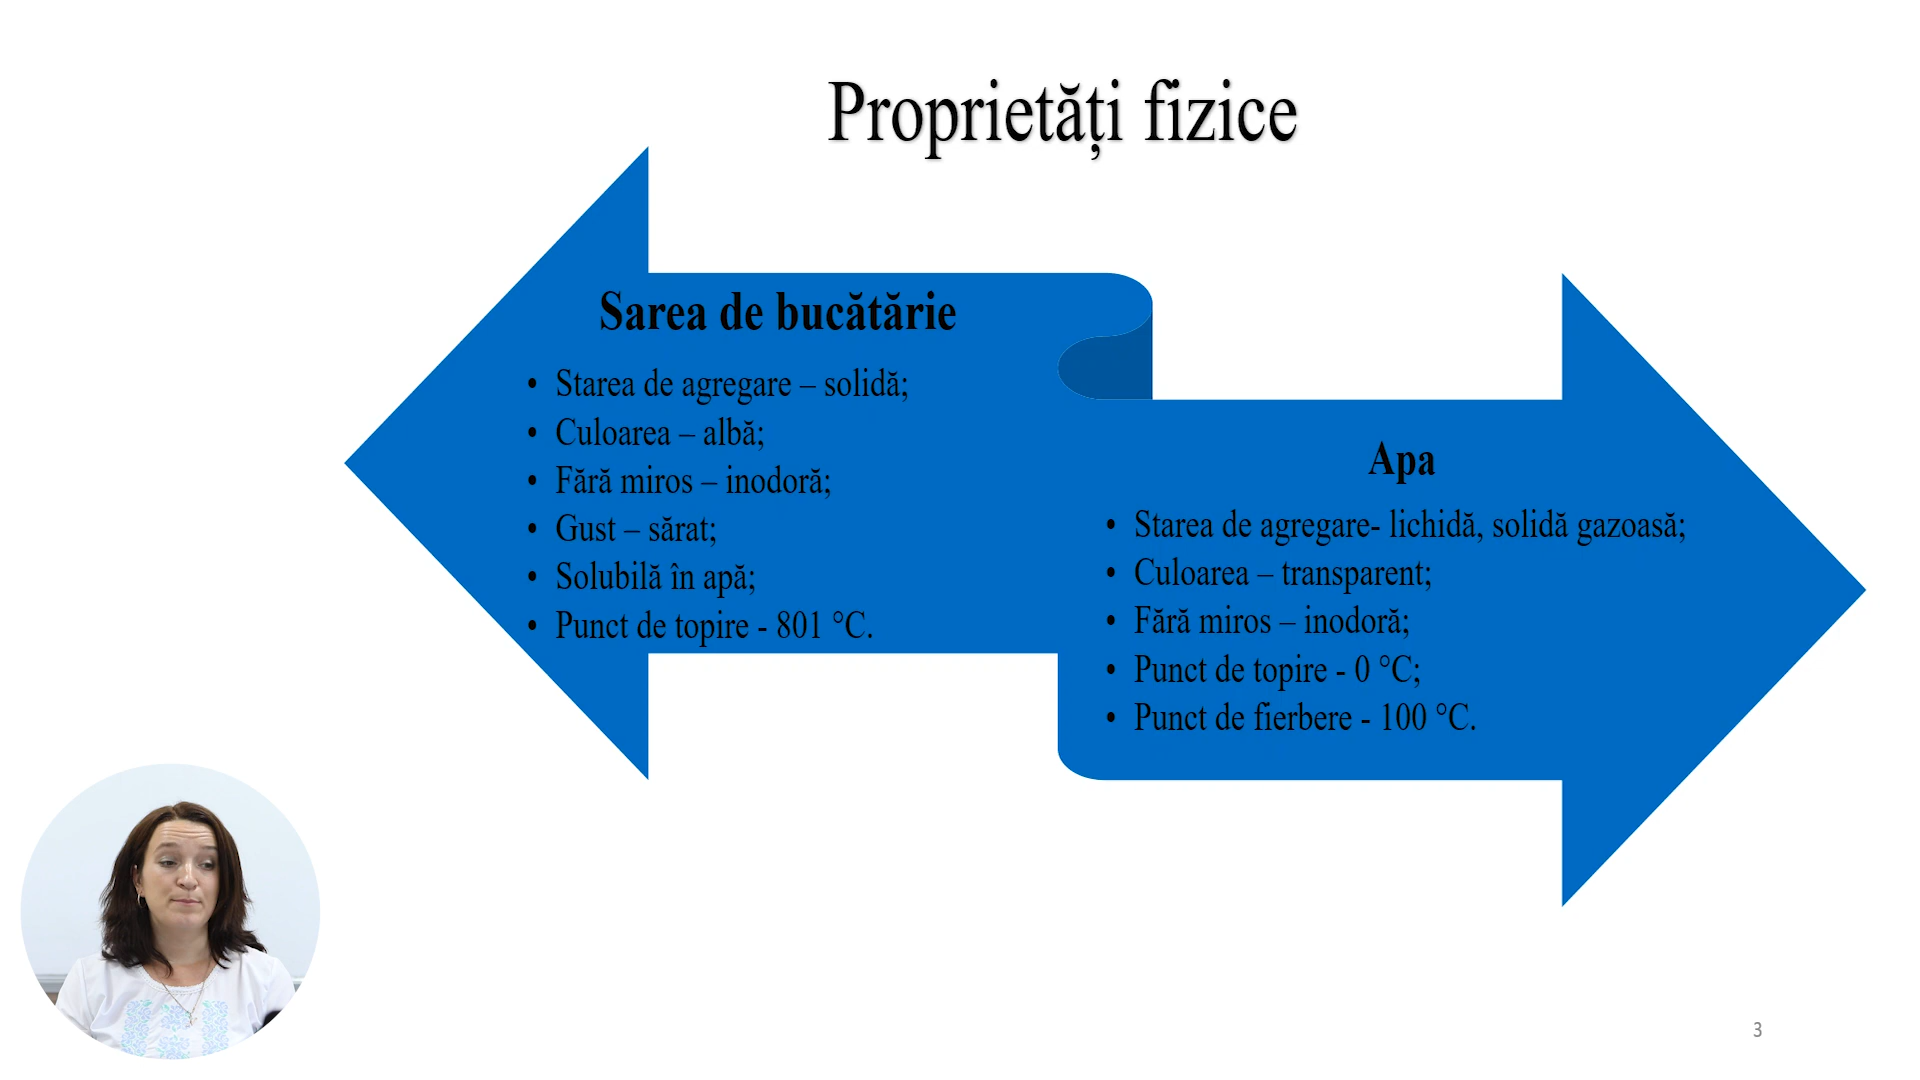 Proprietăți fizice
Sarea de bucătărie
• Starea de agregare – solidă;
• Culoarea – albă;
• Fără miros – inodoră;
• Gust – sărat;
• Solubilă în apă;
• Punct de topire - 801 °C.
Apa
• Starea de agregare- lichidă, solidă gazoasă;
• Culoarea – transparent;
• Fără miros – inodoră;
• Punct de topire - 0 °C;
• Punct de fierbere - 100 °C.
3